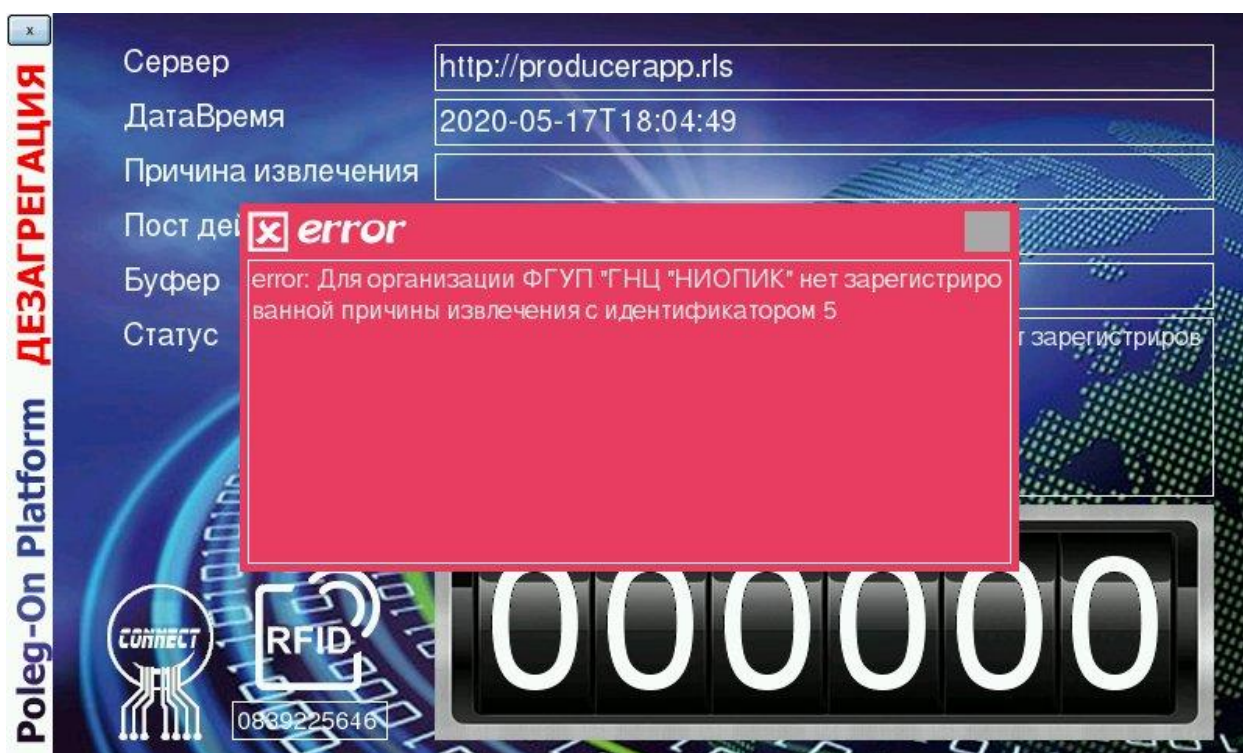 x
Сервер
http://producerapp.rls
ДатаВремя
2020-05-17T18:04:49
Причина извлечения
Пост дей
Буфер
Статус
т зарегистриров
x error
error: Для организации ФГУП "ГНЦ "НИОПИК" нет зарегистриро
ванной причины извлечения с идентификатором 5
Poleg-On Platform ДЕЗАГРЕГАЦИЯ
CONNECT
RFID
0839225646
000000